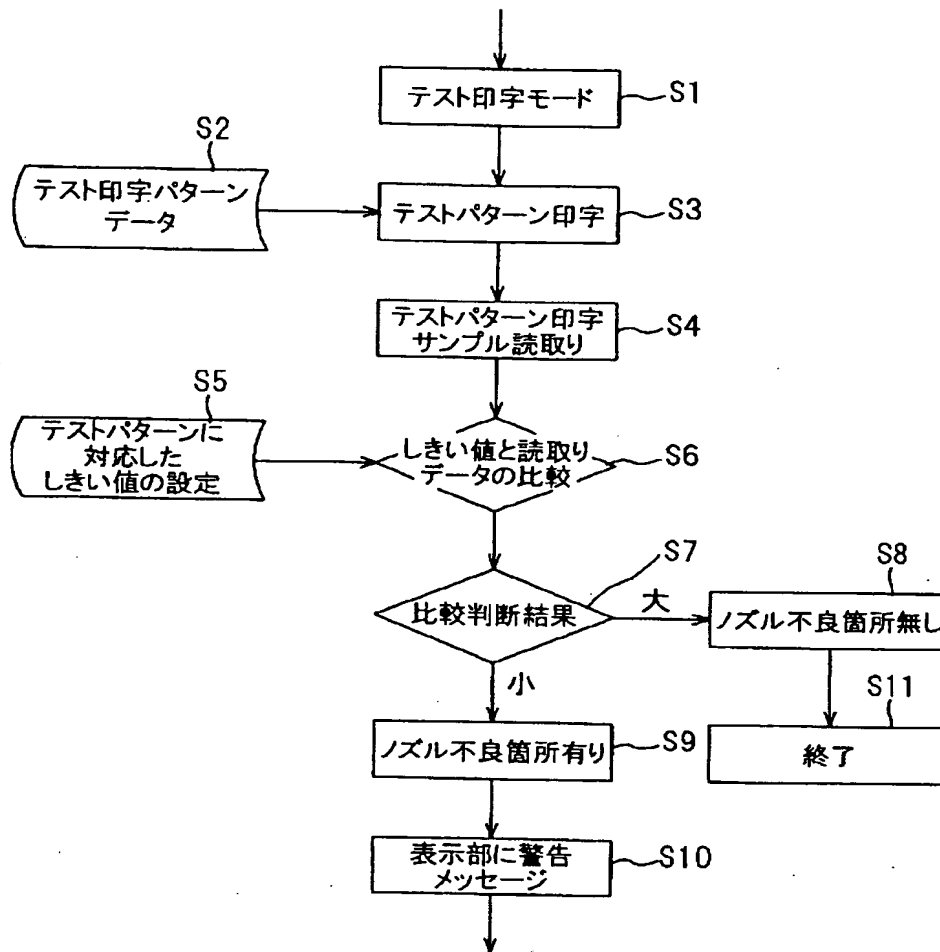 テスト印字モード
S1
S2
テスト印字パターン
データ
テストパターン印字
S3
テストパターン印字
サンプル読取り
S4
S5
テストパターンに
対応した
しきい値の設定
しきい値と読取り
データの比較
S6
S7
比較判断結果
大
S8
ノズル不良箇所無し
小
S11
終了
ノズル不良箇所有り
S9
表示部に警告
メッセージ
S10